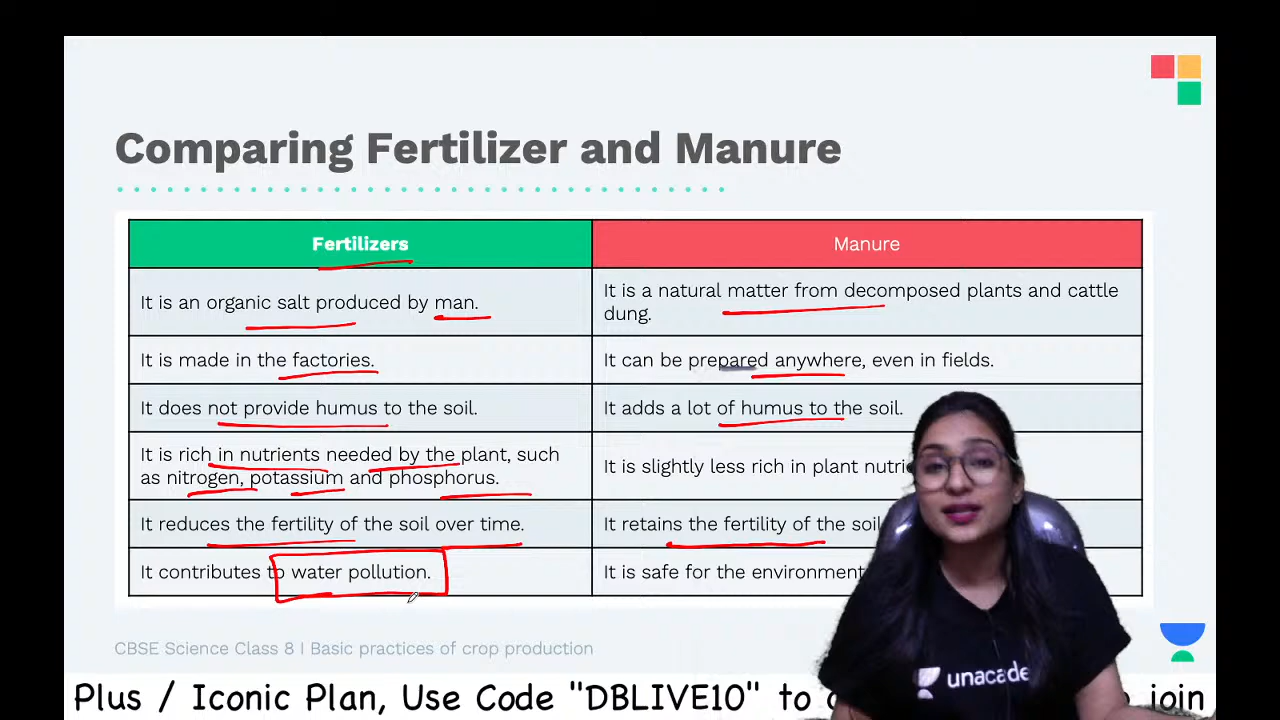 Comparing Fertilizer and Manure
Fertilizers
Manure
It is an organic salt produced by man.
It is a natural matter from decomposed plants and cattle
dung.
It is made in the factories.
It can be prepared anywhere, even in fields.
It does not provide humus to the soil.
It adds a lot of humus to the soil.
It is rich in nutrients needed by the plant, such
as nitrogen, potassium and phosphorus.
It is slightly less rich in plant
It reduces the fertility of the soil over time.
It retains the fertility of the soil
It contributes to water pollution.
It is safe for the environment
CBSE Science Class 8 I Basic practices of crop production
unacade
Plus / Iconic Plan, Use Code "DBLIVE10" to join